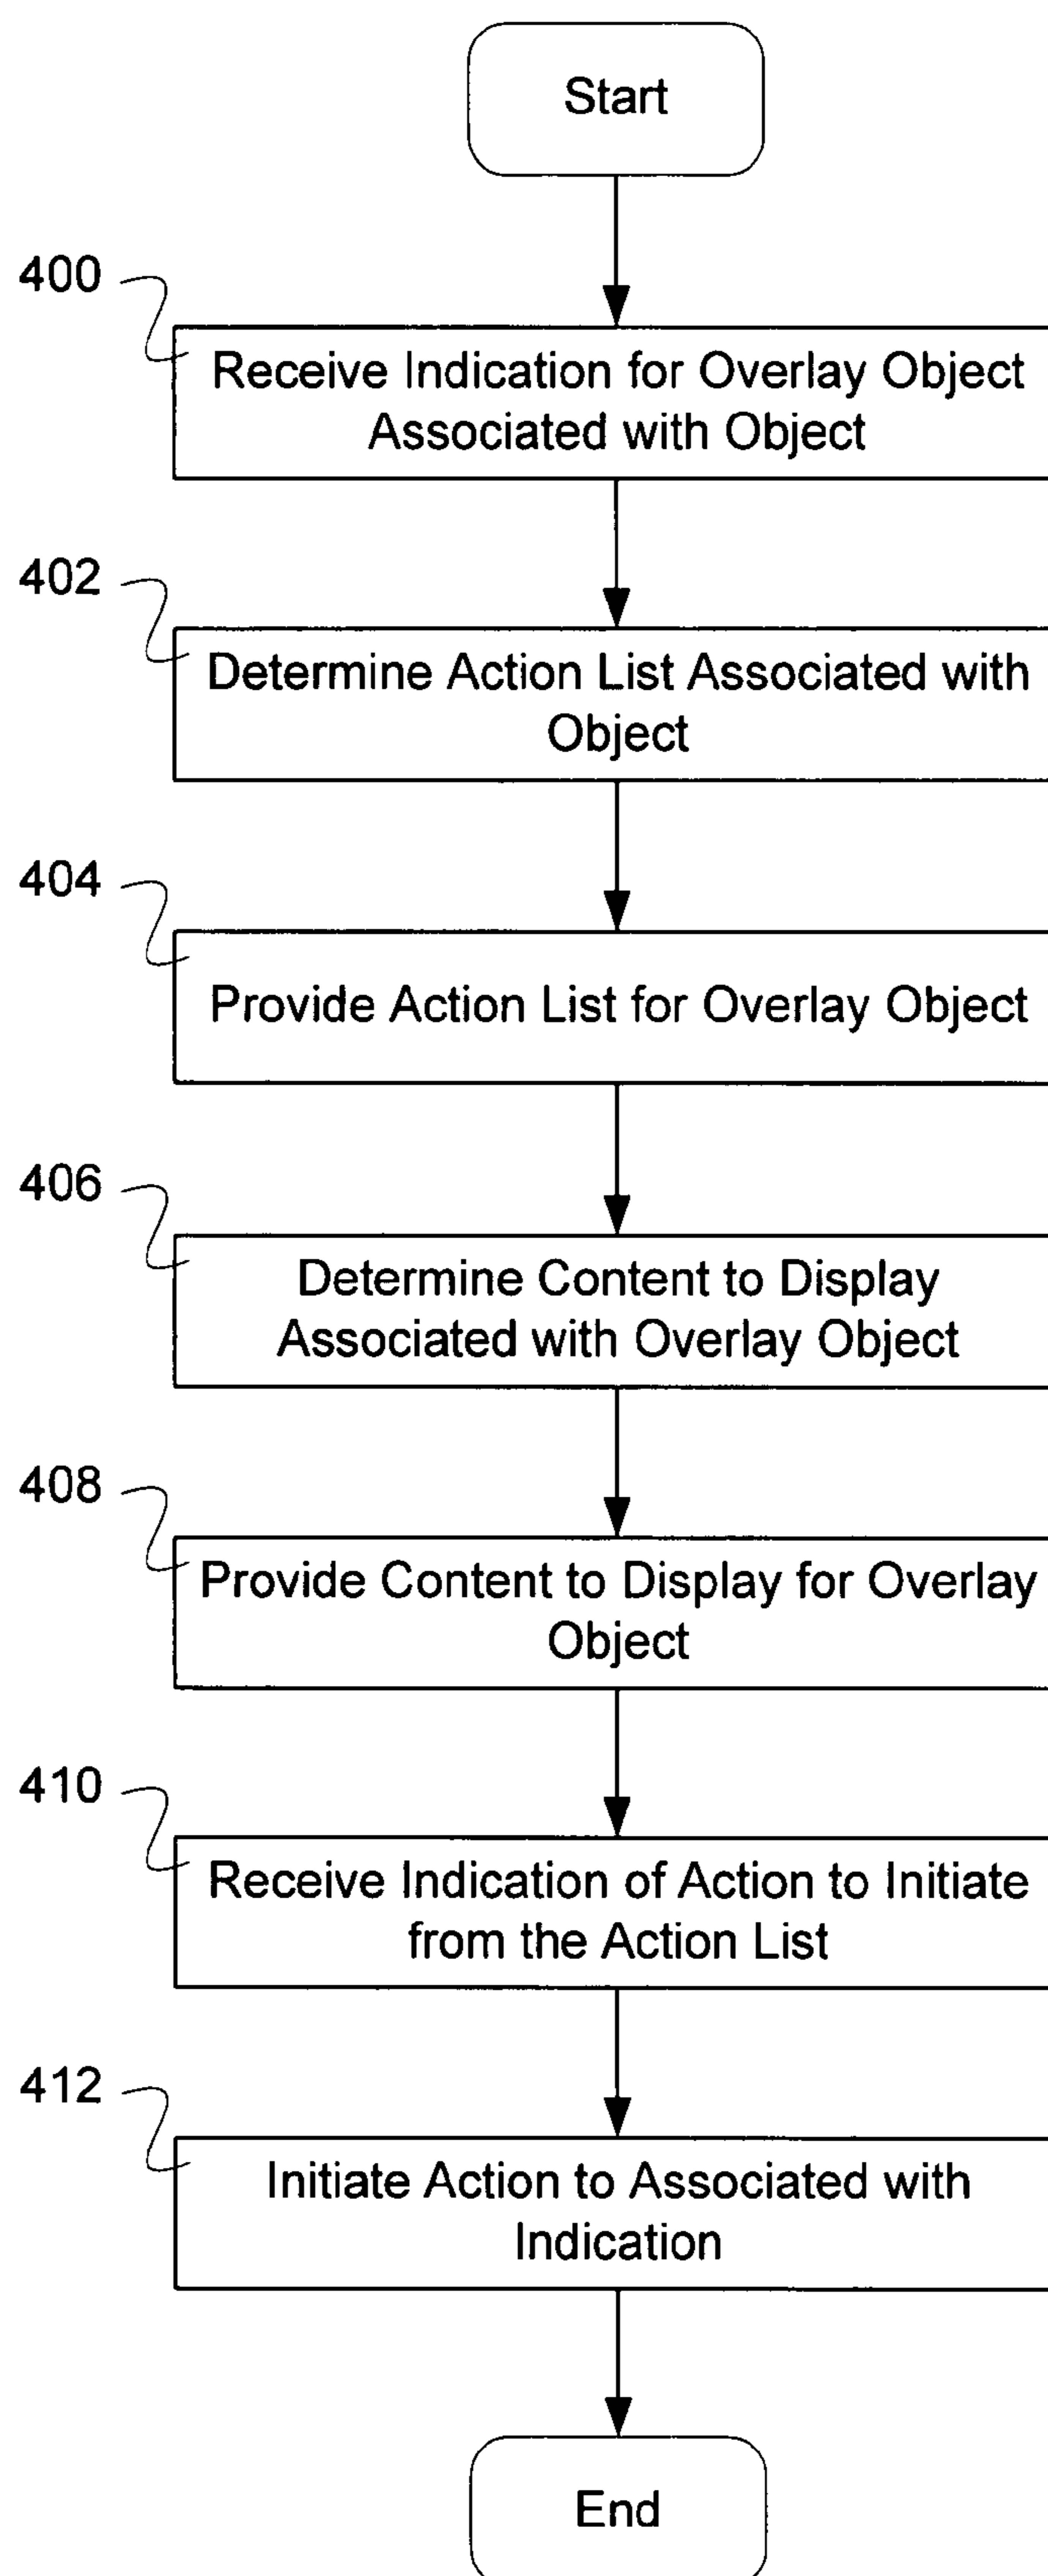 Start
400
Receive Indication for Overlay Object
Associated with Object
402
Determine Action List Associated with
Object
404
Provide Action List for Overlay Object
406
Determine Content to Display
Associated with Overlay Object
408
Provide Content to Display for Overlay
Object
410
Receive Indication of Action to Initiate
from the Action List
412
Initiate Action to Associated with
Indication
End